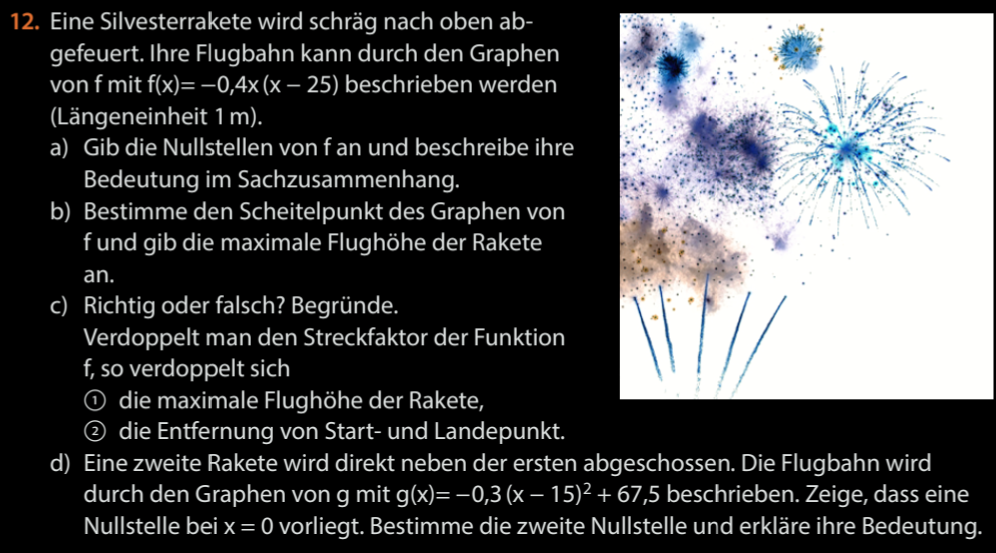 12. Eine Silvesterrakete wird schräg nach oben ab-
gefeuert. Ihre Flugbahn kann durch den Graphen
von f mit f(x)= −0,4x (x − 25) beschrieben werden
(Längeneinheit 1 m).
a) Gib die Nullstellen von f an und beschreibe ihre
Bedeutung im Sachzusammenhang.
b) Bestimme den Scheitelpunkt des Graphen von
f und gib die maximale Flughöhe der Rakete
an.
c) Richtig oder falsch? Begründe.
Verdoppelt man den Streckfaktor der Funktion
f, so verdoppelt sich
① die maximale Flughöhe der Rakete,
② die Entfernung von Start- und Landepunkt.
d) Eine zweite Rakete wird direkt neben der ersten abgeschossen. Die Flugbahn wird
durch den Graphen von g mit g(x)= −0,3 (x − 15)² + 67,5 beschrieben. Zeige, dass eine
Nullstelle bei x = 0 vorliegt. Bestimme die zweite Nullstelle und erkläre ihre Bedeutung.